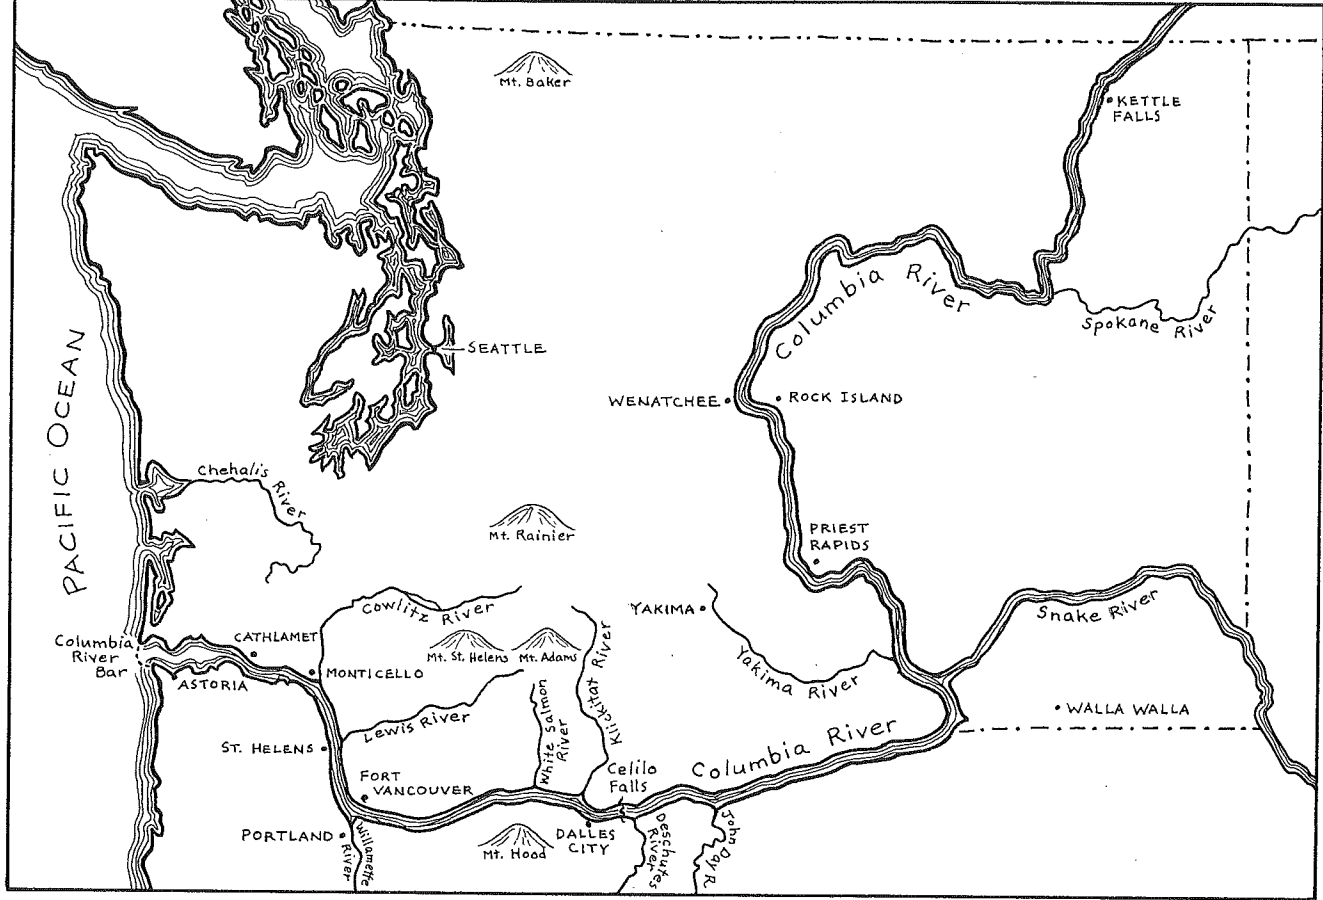 Mt. Baker
KETTLE
FALLS
Columbia River
Spokane River
SEATTLE
WENATCHEE
ROCK ISLAND
PACIFIC OCEAN
Chehalis River
Mt. Rainier
PRIEST
RAPIDS
Cowlitz River
YAKIMA
Snake River
Columbia
River
Bar
CATHLAMET
Mt. St. Helens
Mt. Adams
Klickitat River
Yakima River
ASTORIA
MONTICELLO
WALLA WALLA
Lewis River
White Salmon
River
ST. HELENS
Columbia River
Celilo
Falls
FORT
VANCOUVER
PORTLAND
Willamette
River
Mt. Hood
DALLES
CITY
Deschutes
River
John Day R.